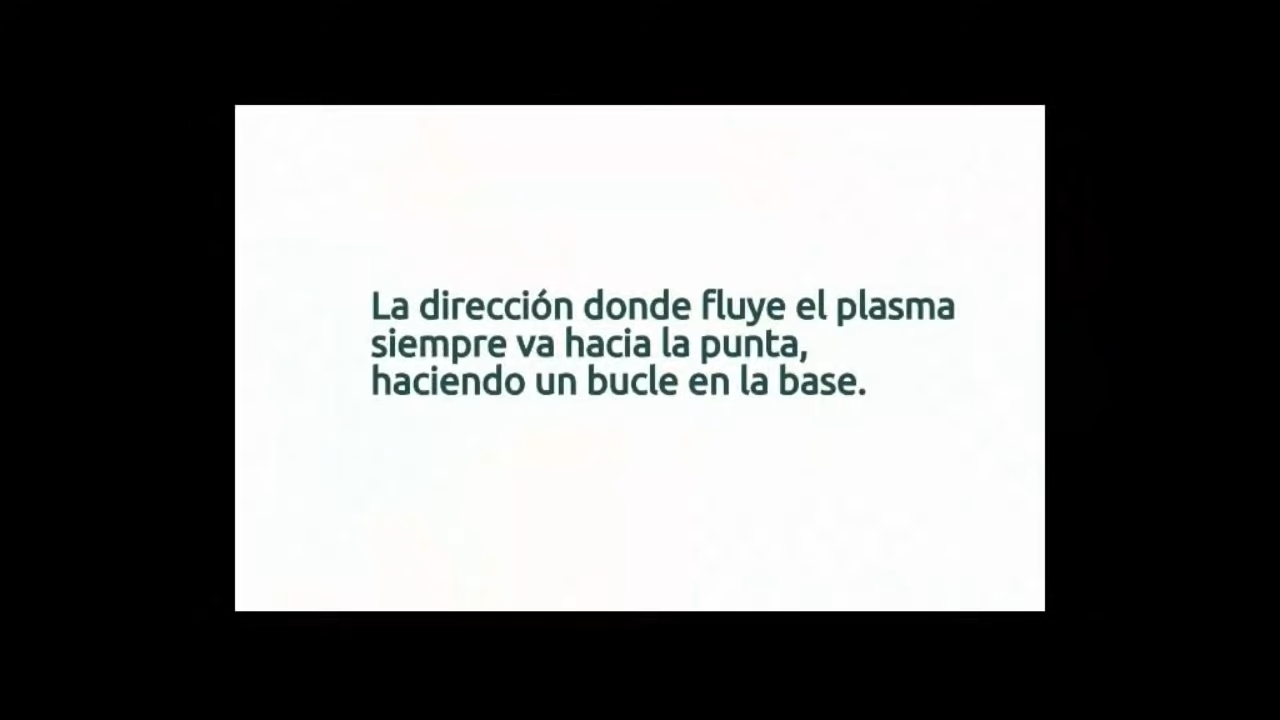 La dirección donde fluye el plasma
siempre va hacia la punta,
haciendo un bucle en la base.